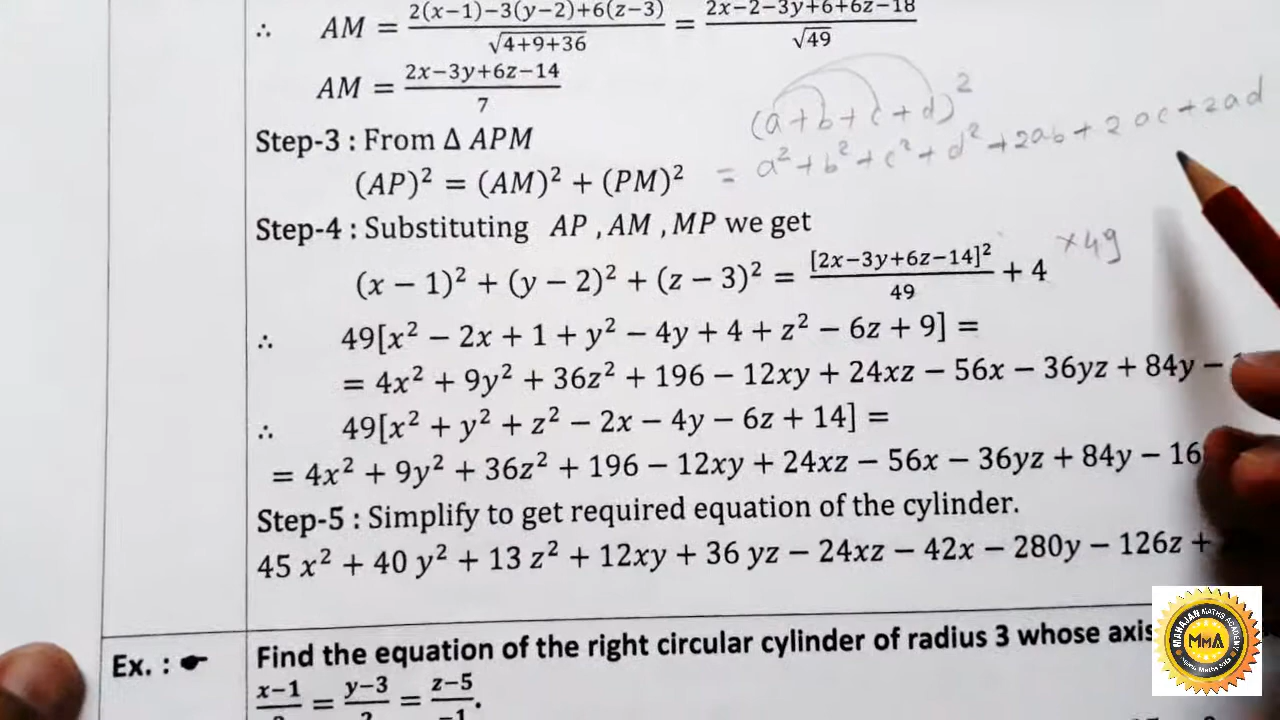 ∴ AM = 2(x−1)−3(y−2)+6(z−3) / √4+9+36 = 2x−2−3y+6+6z−18 / √49
AM = 2x−3y+6z−14 / 7
(a+b+c+d)²
Step-3 : From Δ APM
(AP)² = (AM)² + (PM)² = a²+b²+c²+d²+2ab+2ac+2ad
Step-4 : Substituting AP , AM , MP we get
(x − 1)² + (y − 2)² + (z − 3)² = [2x−3y+6z−14]² / 49 + 4 ×49
∴ 49[x² − 2x + 1 + y² − 4y + 4 + z² − 6z + 9] =
= 4x² + 9y² + 36z² + 196 − 12xy + 24xz − 56x − 36yz + 84y −
∴ 49[x² + y² + z² − 2x − 4y − 6z + 14] =
= 4x² + 9y² + 36z² + 196 − 12xy + 24xz − 56x − 36yz + 84y − 16
Step-5 : Simplify to get required equation of the cylinder.
45 x² + 40 y² + 13 z² + 12xy + 36 yz − 24xz − 42x − 280y − 126z +
Ex. : Find the equation of the right circular cylinder of radius 3 whose axis
x−1 = y−3 = z−5 / −1.
MAHAJAN MATHS ACADEMY
MMA